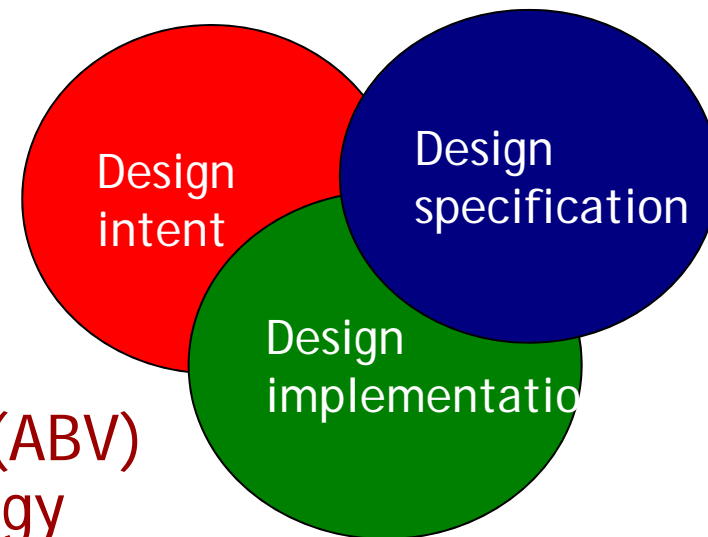 Design
intent
Design
specification
Design
implementatio
(ABV)
gy